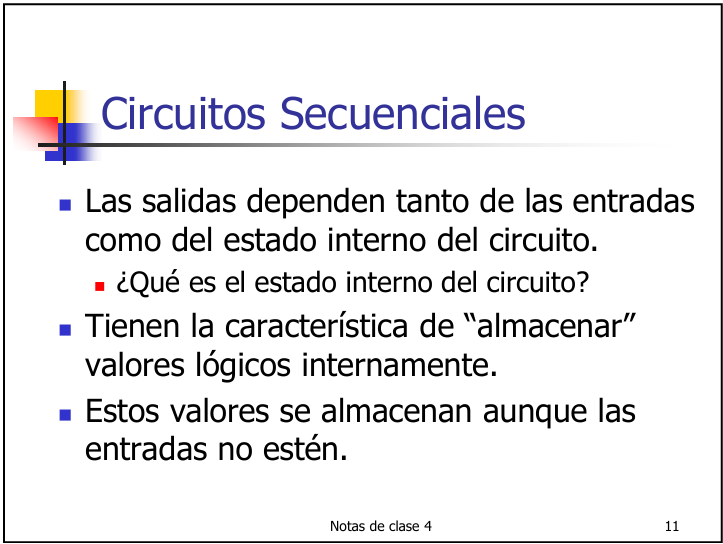 Circuitos Secuenciales
Las salidas dependen tanto de las entradas
como del estado interno del circuito.
¿Qué es el estado interno del circuito?
Tienen la característica de “almacenar”
valores lógicos internamente.
Estos valores se almacenan aunque las
entradas no estén.
Notas de clase 4
11